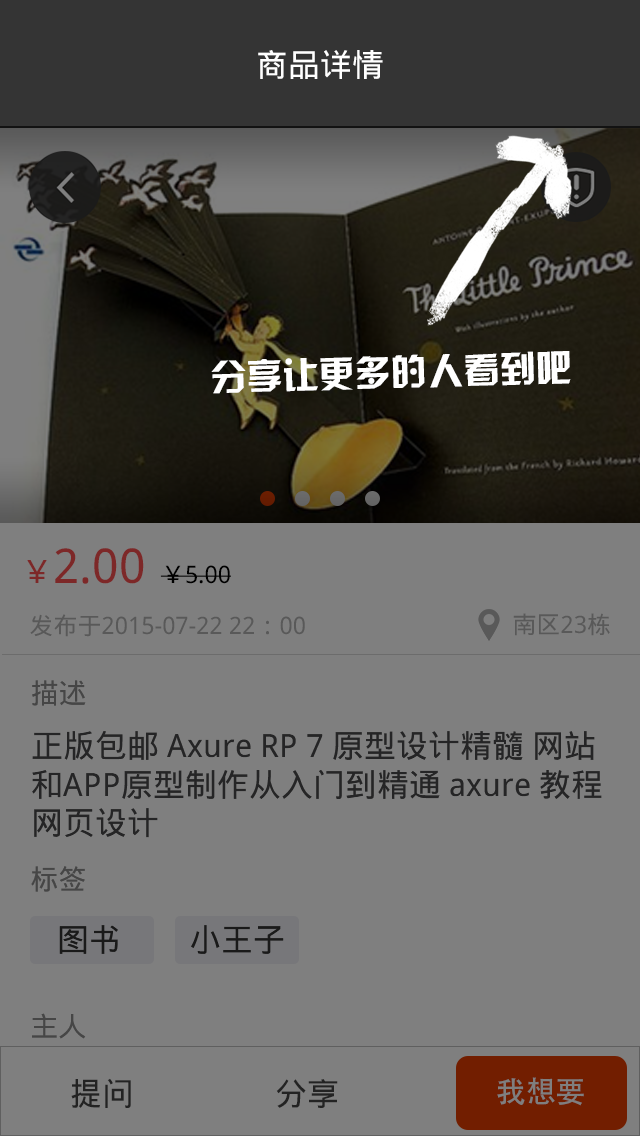 商品详情
ANTOINE
The Little Prince
With illustrations by the author
分享让更多的人看到吧
Translated from the French by Richard Howard
¥2.00 ¥5.00
发布于2015-07-22 22：00 南区23栋
描述
正版包邮 Axure RP 7 原型设计精髓 网站
和APP原型制作从入门到精通 axure 教程
网页设计
标签
图书 小王子
主人
提问 分享 我想要